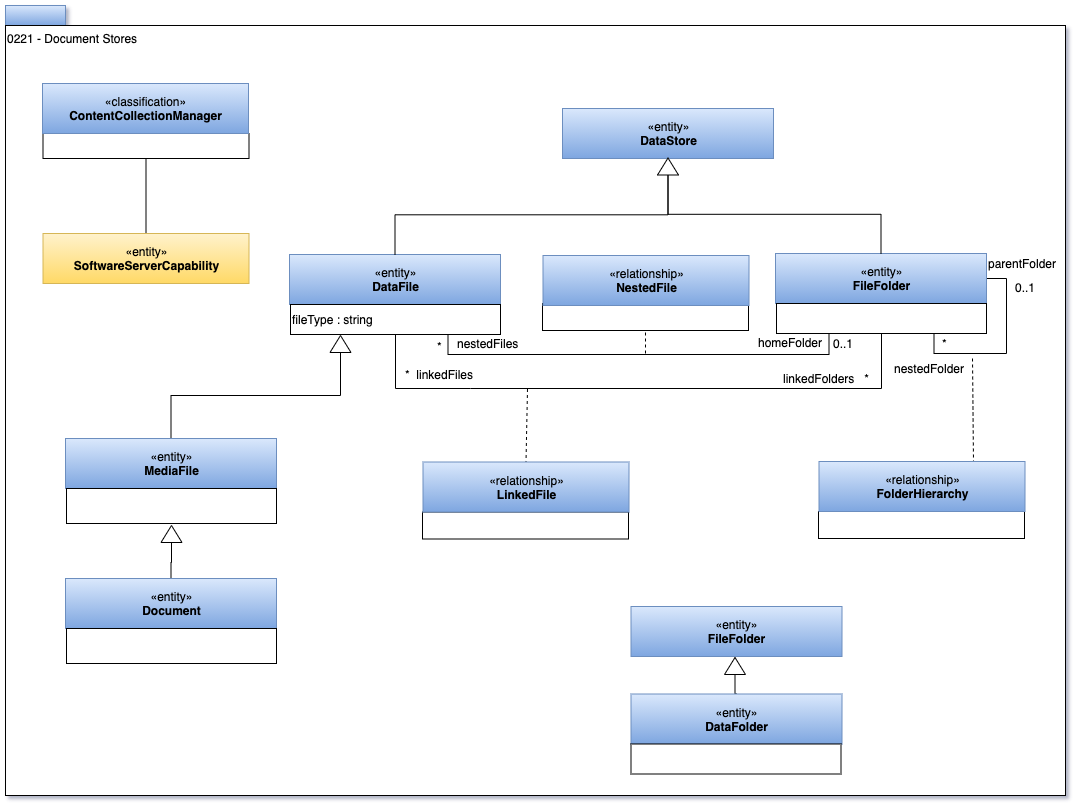 0221 - Document Stores
«classification»
ContentCollectionManager
«entity»
DataStore
«entity»
SoftwareServerCapability
«entity»
DataFile
fileType : string
«relationship»
NestedFile
«entity»
FileFolder
parentFolder
0..1
* nestedFiles
homeFolder 0..1
*
nestedFolder
* linkedFiles
linkedFolders *
«entity»
MediaFile
«relationship»
LinkedFile
«relationship»
FolderHierarchy
«entity»
Document
«entity»
FileFolder
«entity»
DataFolder